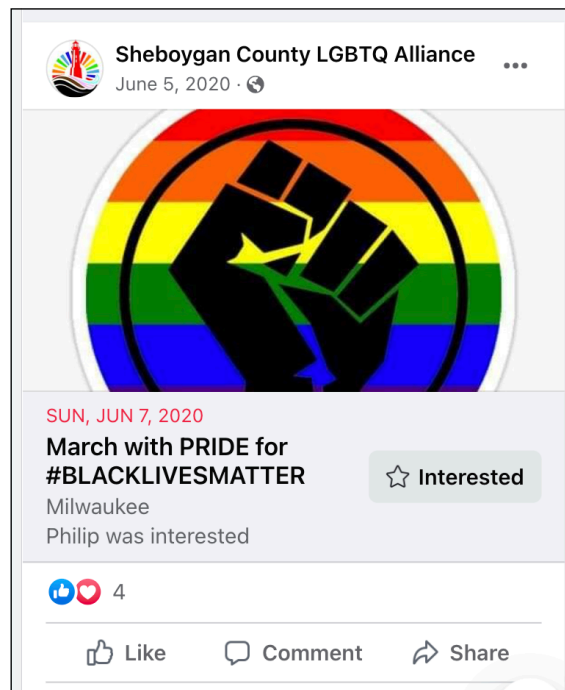 Sheboygan County LGBTQ Alliance
June 5, 2020 ·
SUN, JUN 7, 2020
March with PRIDE for
#BLACKLIVESMATTER
Interested
Milwaukee
Philip was interested
4
Like Comment Share